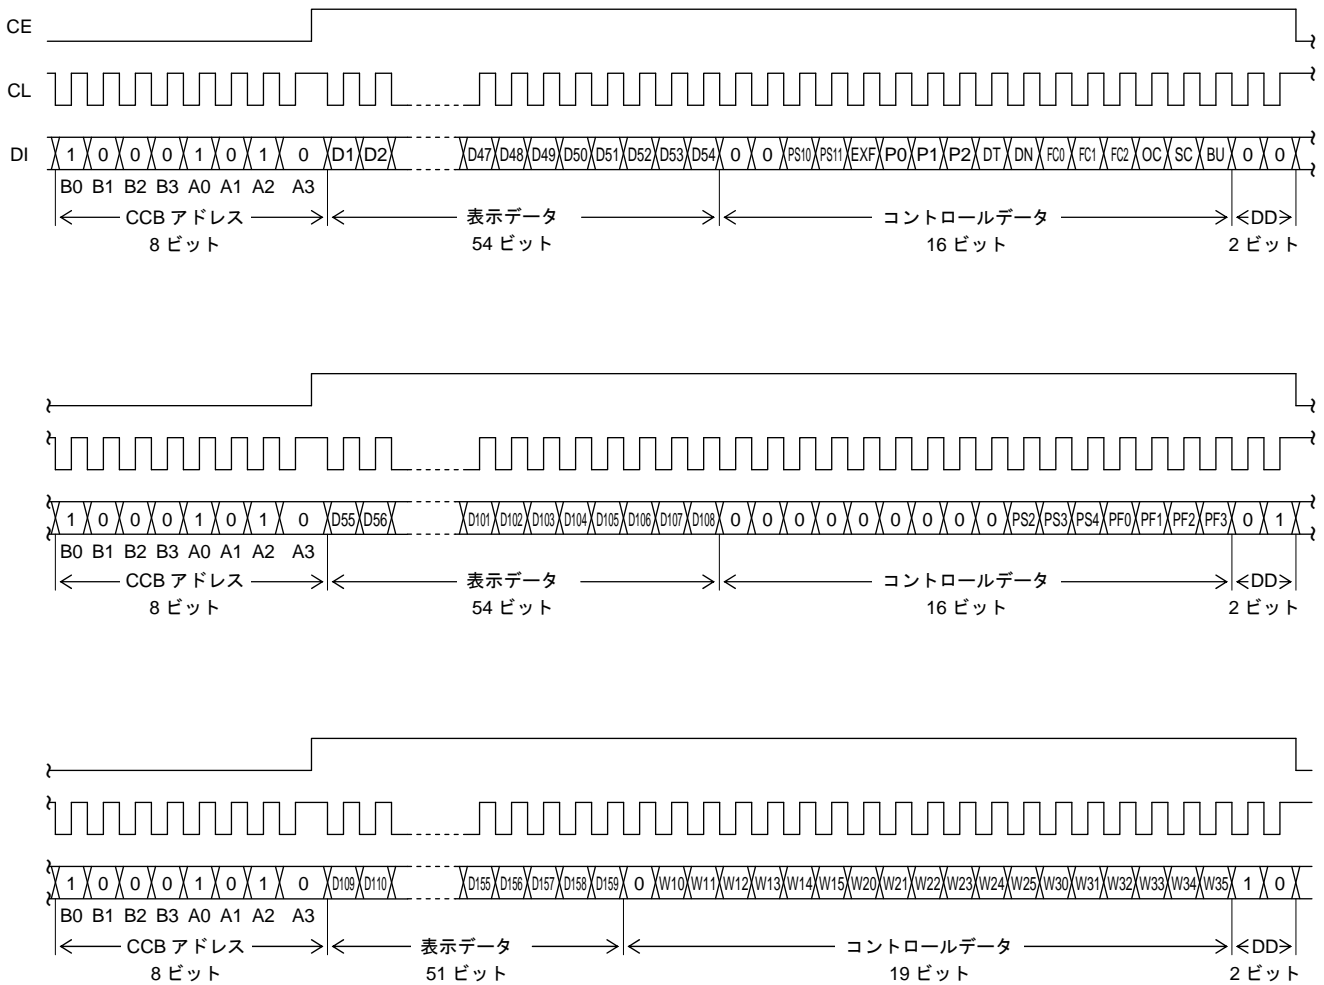 CE
CL
DI 1 0 0 0 1 0 1 0 D1 D2 D47 D48 D49 D50 D51 D52 D53 D54 0 0 PS10 PS11 EXF P0 P1 P2 DT DN FC0 FC1 FC2 OC SC BU 0 0
B0 B1 B2 B3 A0 A1 A2 A3
CCB アドレス 表示データ コントロールデータ DD
8 ビット 54 ビット 16 ビット 2 ビット
1 0 0 0 1 0 1 0 D55 D56 D101 D102 D103 D104 D105 D106 D107 D108 0 0 0 0 0 0 0 0 0 PS2 PS3 PS4 PF0 PF1 PF2 PF3 0 1
B0 B1 B2 B3 A0 A1 A2 A3
CCB アドレス 表示データ コントロールデータ DD
8 ビット 54 ビット 16 ビット 2 ビット
1 0 0 0 1 0 1 0 D109 D110 D155 D156 D157 D158 D159 0 W10 W11 W12 W13 W14 W15 W20 W21 W22 W23 W24 W25 W30 W31 W32 W33 W34 W35 1 0
B0 B1 B2 B3 A0 A1 A2 A3
CCB アドレス 表示データ コントロールデータ DD
8 ビット 51 ビット 19 ビット 2 ビット